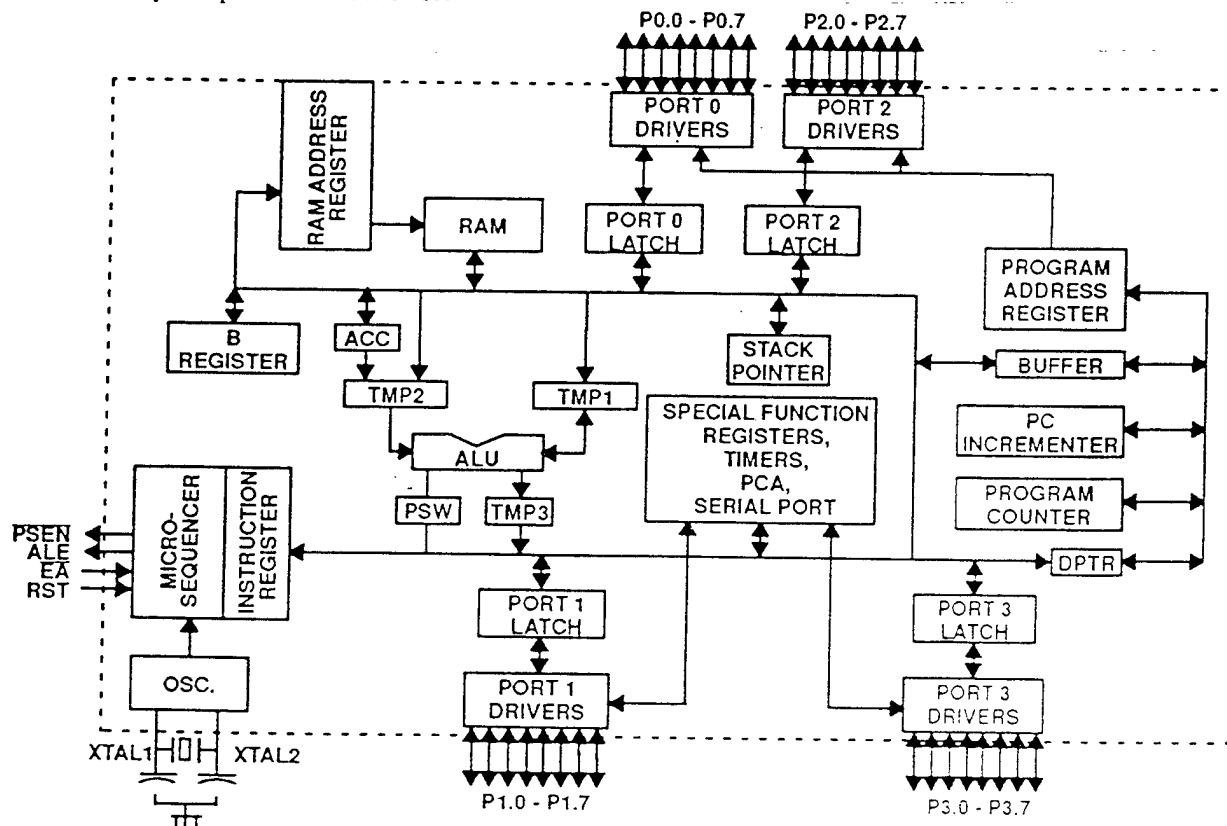 P0.0 - P0.7
P2.0 - P2.7
PORT 0
DRIVERS
PORT 2
DRIVERS
RAM ADDRESS
REGISTER
RAM
PORT 0
LATCH
PORT 2
LATCH
PROGRAM
ADDRESS
REGISTER
B
REGISTER
ACC
STACK
POINTER
BUFFER
TMP2
TMP1
SPECIAL FUNCTION
REGISTERS,
TIMERS,
PCA,
SERIAL PORT
PC
INCREMENTER
ALU
PROGRAM
COUNTER
PSW
TMP3
PSEN
ALE
EA
RST
MICRO-
SEQUENCER
INSTRUCTION
REGISTER
DPTR
PORT 1
LATCH
PORT 3
LATCH
OSC.
PORT 1
DRIVERS
PORT 3
DRIVERS
XTAL1
XTAL2
P1.0 - P1.7
P3.0 - P3.7